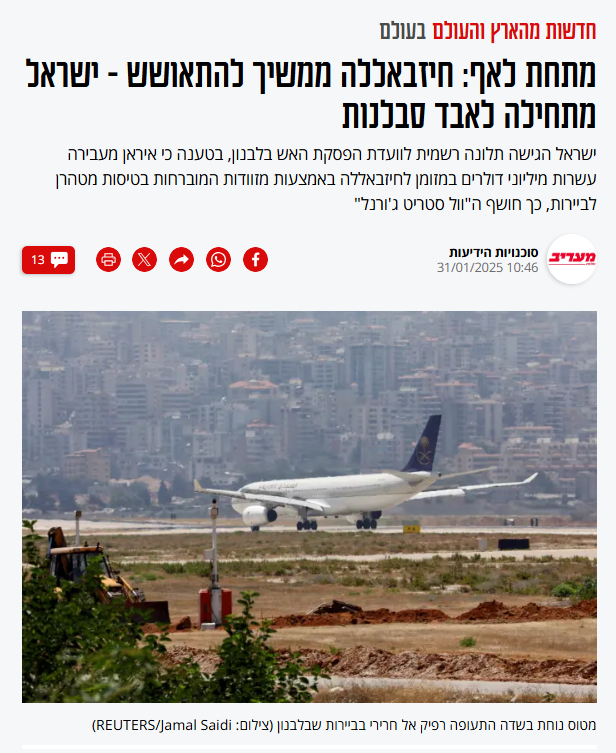 חדשות מהארץ והעולם בעולם
מתחת לאף: חיזבאללה ממשיך להתאושש - ישראל
מתחילה לאבד סבלנות
ישראל הגישה תלונה רשמית לוועדת הפסקת האש בלבנון, בטענה כי איראן מעבירה
עשרות מיליוני דולרים במזומן לחיזבאללה באמצעות מזוודות המוברחות בטיסות מטהרן
לביירות, כך חושף ה"וול סטריט ג'ורנל"
מעריב
סוכנויות הידיעות
10:46 31/01/2025
13
מטוס נוחת בשדה התעופה רפיק אל חרירי בביירות שבלבנון (צילום: REUTERS/Jamal Saidi)